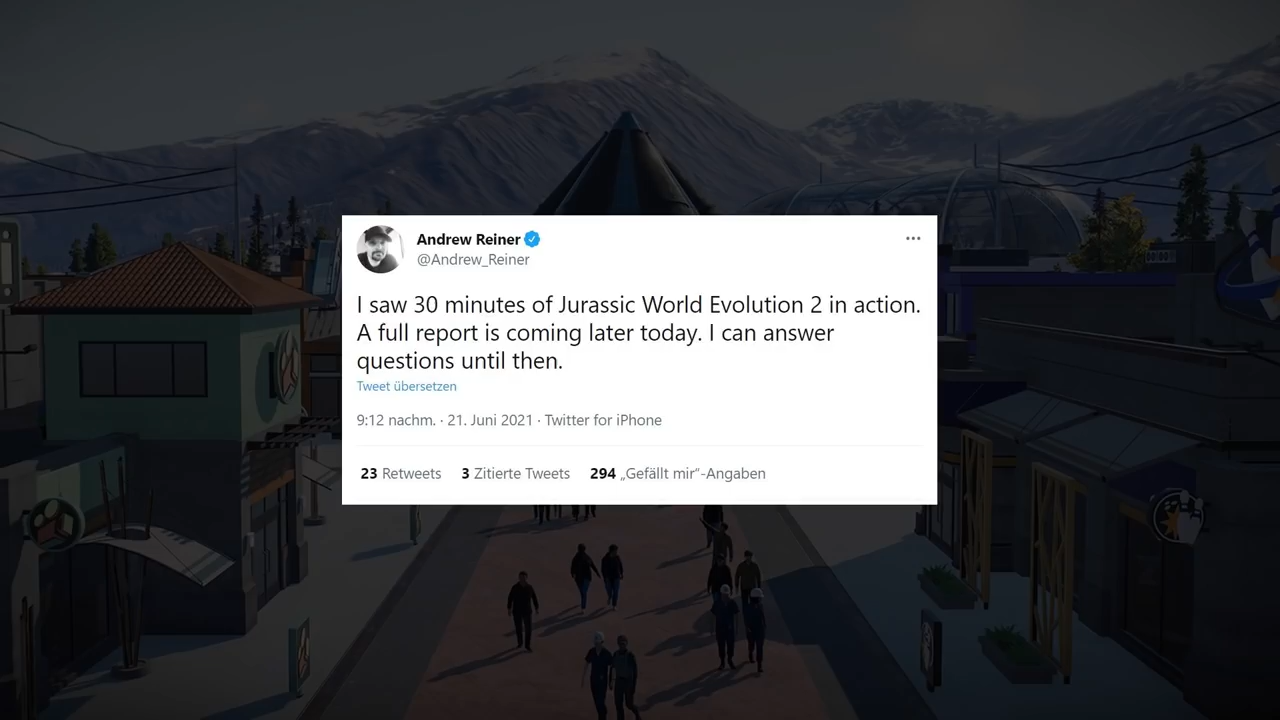 Andrew Reiner
@Andrew_Reiner
I saw 30 minutes of Jurassic World Evolution 2 in action.
A full report is coming later today. I can answer
questions until then.
Tweet übersetzen
9:12 nachm. · 21. Juni 2021 · Twitter for iPhone
23 Retweets 3 Zitierte Tweets 294 „Gefällt mir“-Angaben